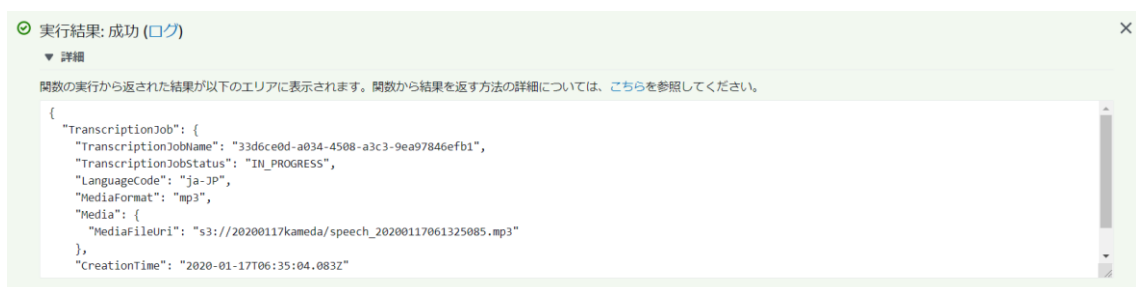 実行結果: 成功 (ログ)
▼ 詳細
関数の実行から返された結果が以下のエリアに表示されます。関数から結果を返す方法の詳細については、こちらを参照してください。
{
  "TranscriptionJob": {
    "TranscriptionJobName": "33d6ce0d-a034-4508-a3c3-9ea97846efb1",
    "TranscriptionJobStatus": "IN_PROGRESS",
    "LanguageCode": "ja-JP",
    "MediaFormat": "mp3",
    "Media": {
      "MediaFileUri": "s3://20200117kameda/speech_20200117061325085.mp3"
    },
    "CreationTime": "2020-01-17T06:35:04.083Z"